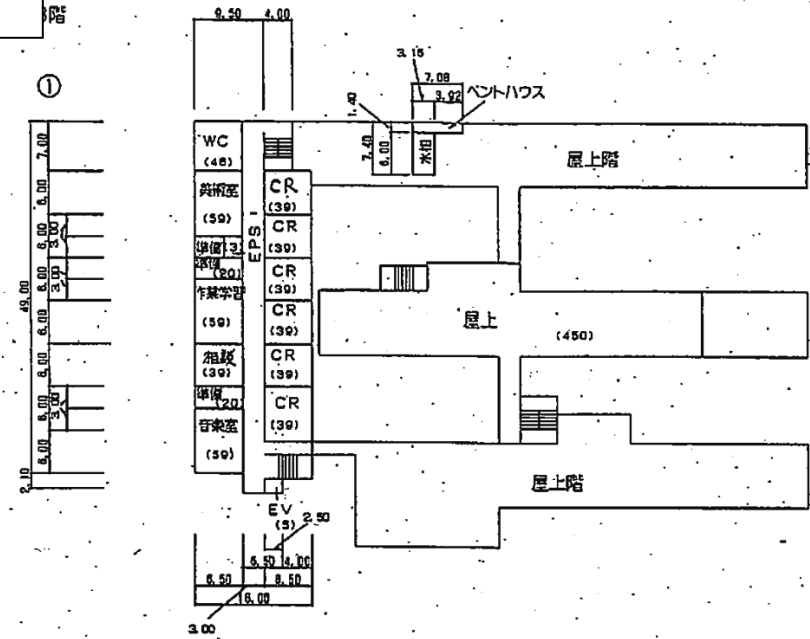 階
9.50 4.00
①
3.15
7.08
3.92
ペントハウス
1.40
7.40
6.00
水槽
屋上階
WC
(46)
美術室
(59)
準備
準備
(20)
作業学習
(59)
相談
(39)
準備
(20)
音楽室
(59)
EPS
CR
(39)
CR
(39)
CR
(39)
CR
(39)
CR
(39)
CR
(39)
屋上
(450)
屋上階
EV
(5)
2.50
6.50 4.00
6.50 8.50
6.00
3.00
7.00
6.00
6.00
3.00
6.00
3.00
6.00
6.00
6.00
3.00
6.00
49.00
2.10